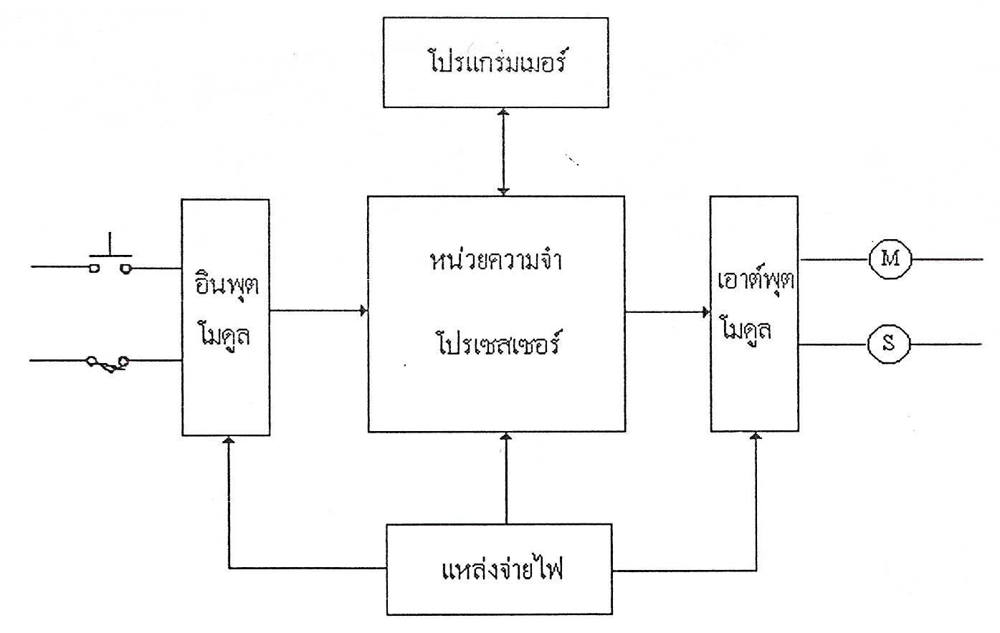 โปรแกรมเมอร์
หน่วยความจำ
โปรเซสเซอร์
อินพุต
โมดูล
เอาต์พุต
โมดูล
M
S
แหล่งจ่ายไฟ